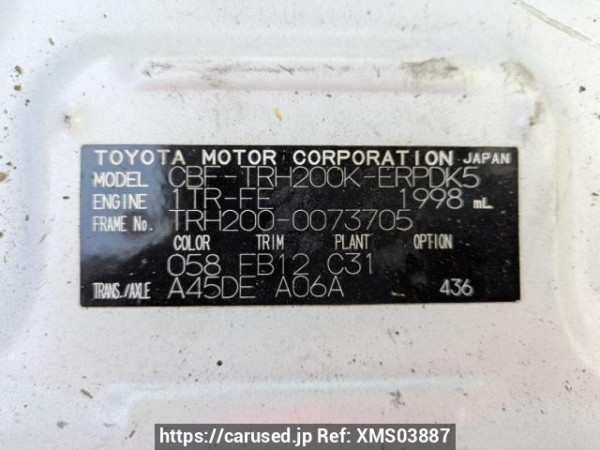 TOYOTA MOTOR CORPORATION JAPAN
MODEL CBF-TRH200K-ERPDK5
ENGINE 1TR-FE 1998 mL
FRAME No. TRH200-0073705
COLOR TRIM PLANT OPTION
058 FB12 C31
TRANS./AXLE A45DE A06A 436
https://carused.jp Ref: XMS03887